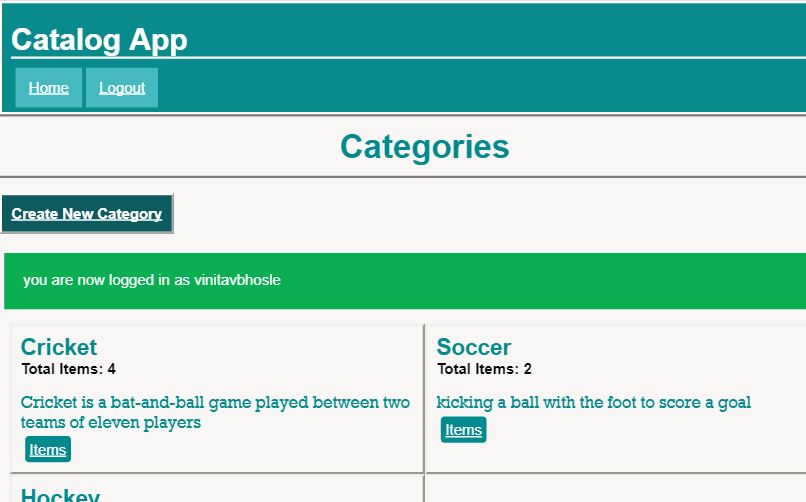 Catalog App
Home Logout
Categories
Create New Category
you are now logged in as vinitavbhosle
Cricket
Total Items: 4
Cricket is a bat-and-ball game played between two
teams of eleven players
Items
Soccer
Total Items: 2
kicking a ball with the foot to score a goal
Items
Hockey